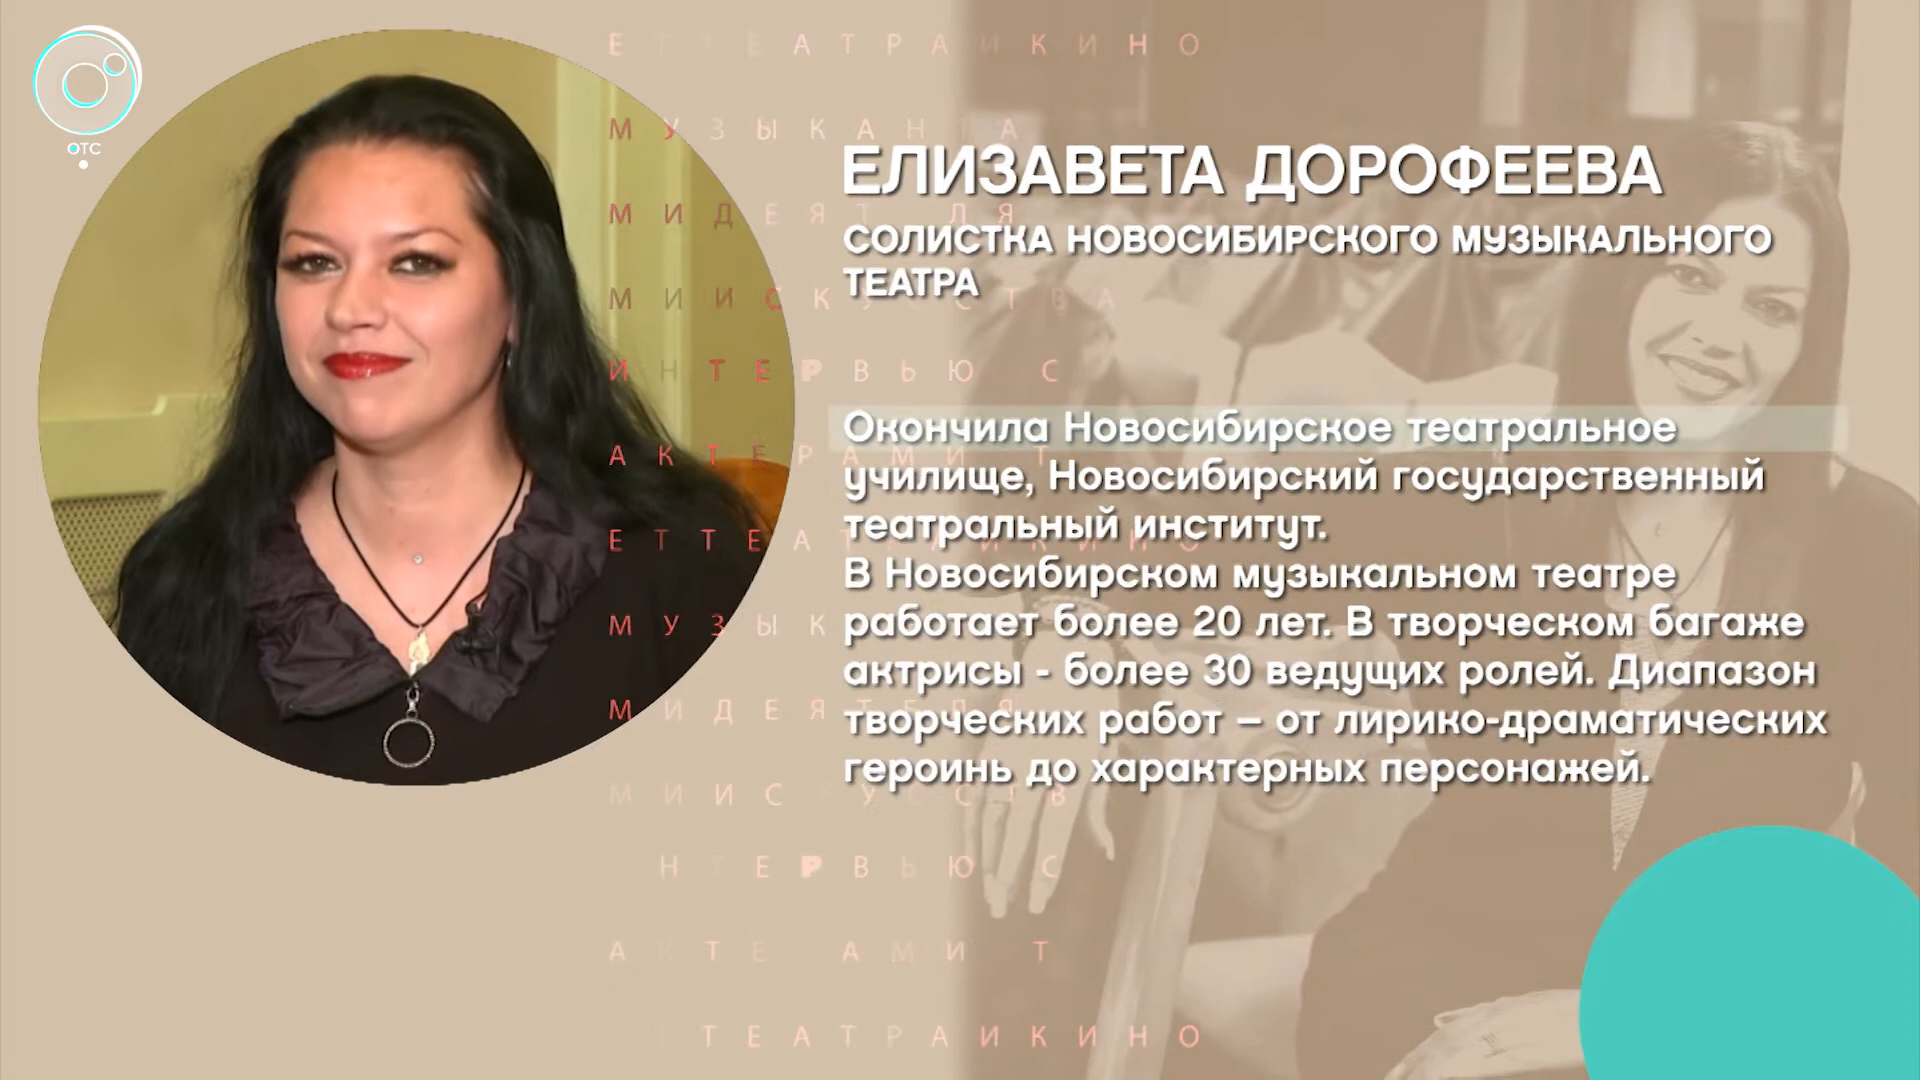 ОТС
ЕЛИЗАВЕТА ДОРОФЕЕВА
СОЛИСТКА НОВОСИБИРСКОГО МУЗЫКАЛЬНОГО
ТЕАТРА
Окончила Новосибирское театральное
училище, Новосибирский государственный
театральный институт.
В Новосибирском музыкальном театре
работает более 20 лет. В творческом багаже
актрисы - более 30 ведущих ролей. Диапазон
творческих работ – от лирико-драматических
героинь до характерных персонажей.